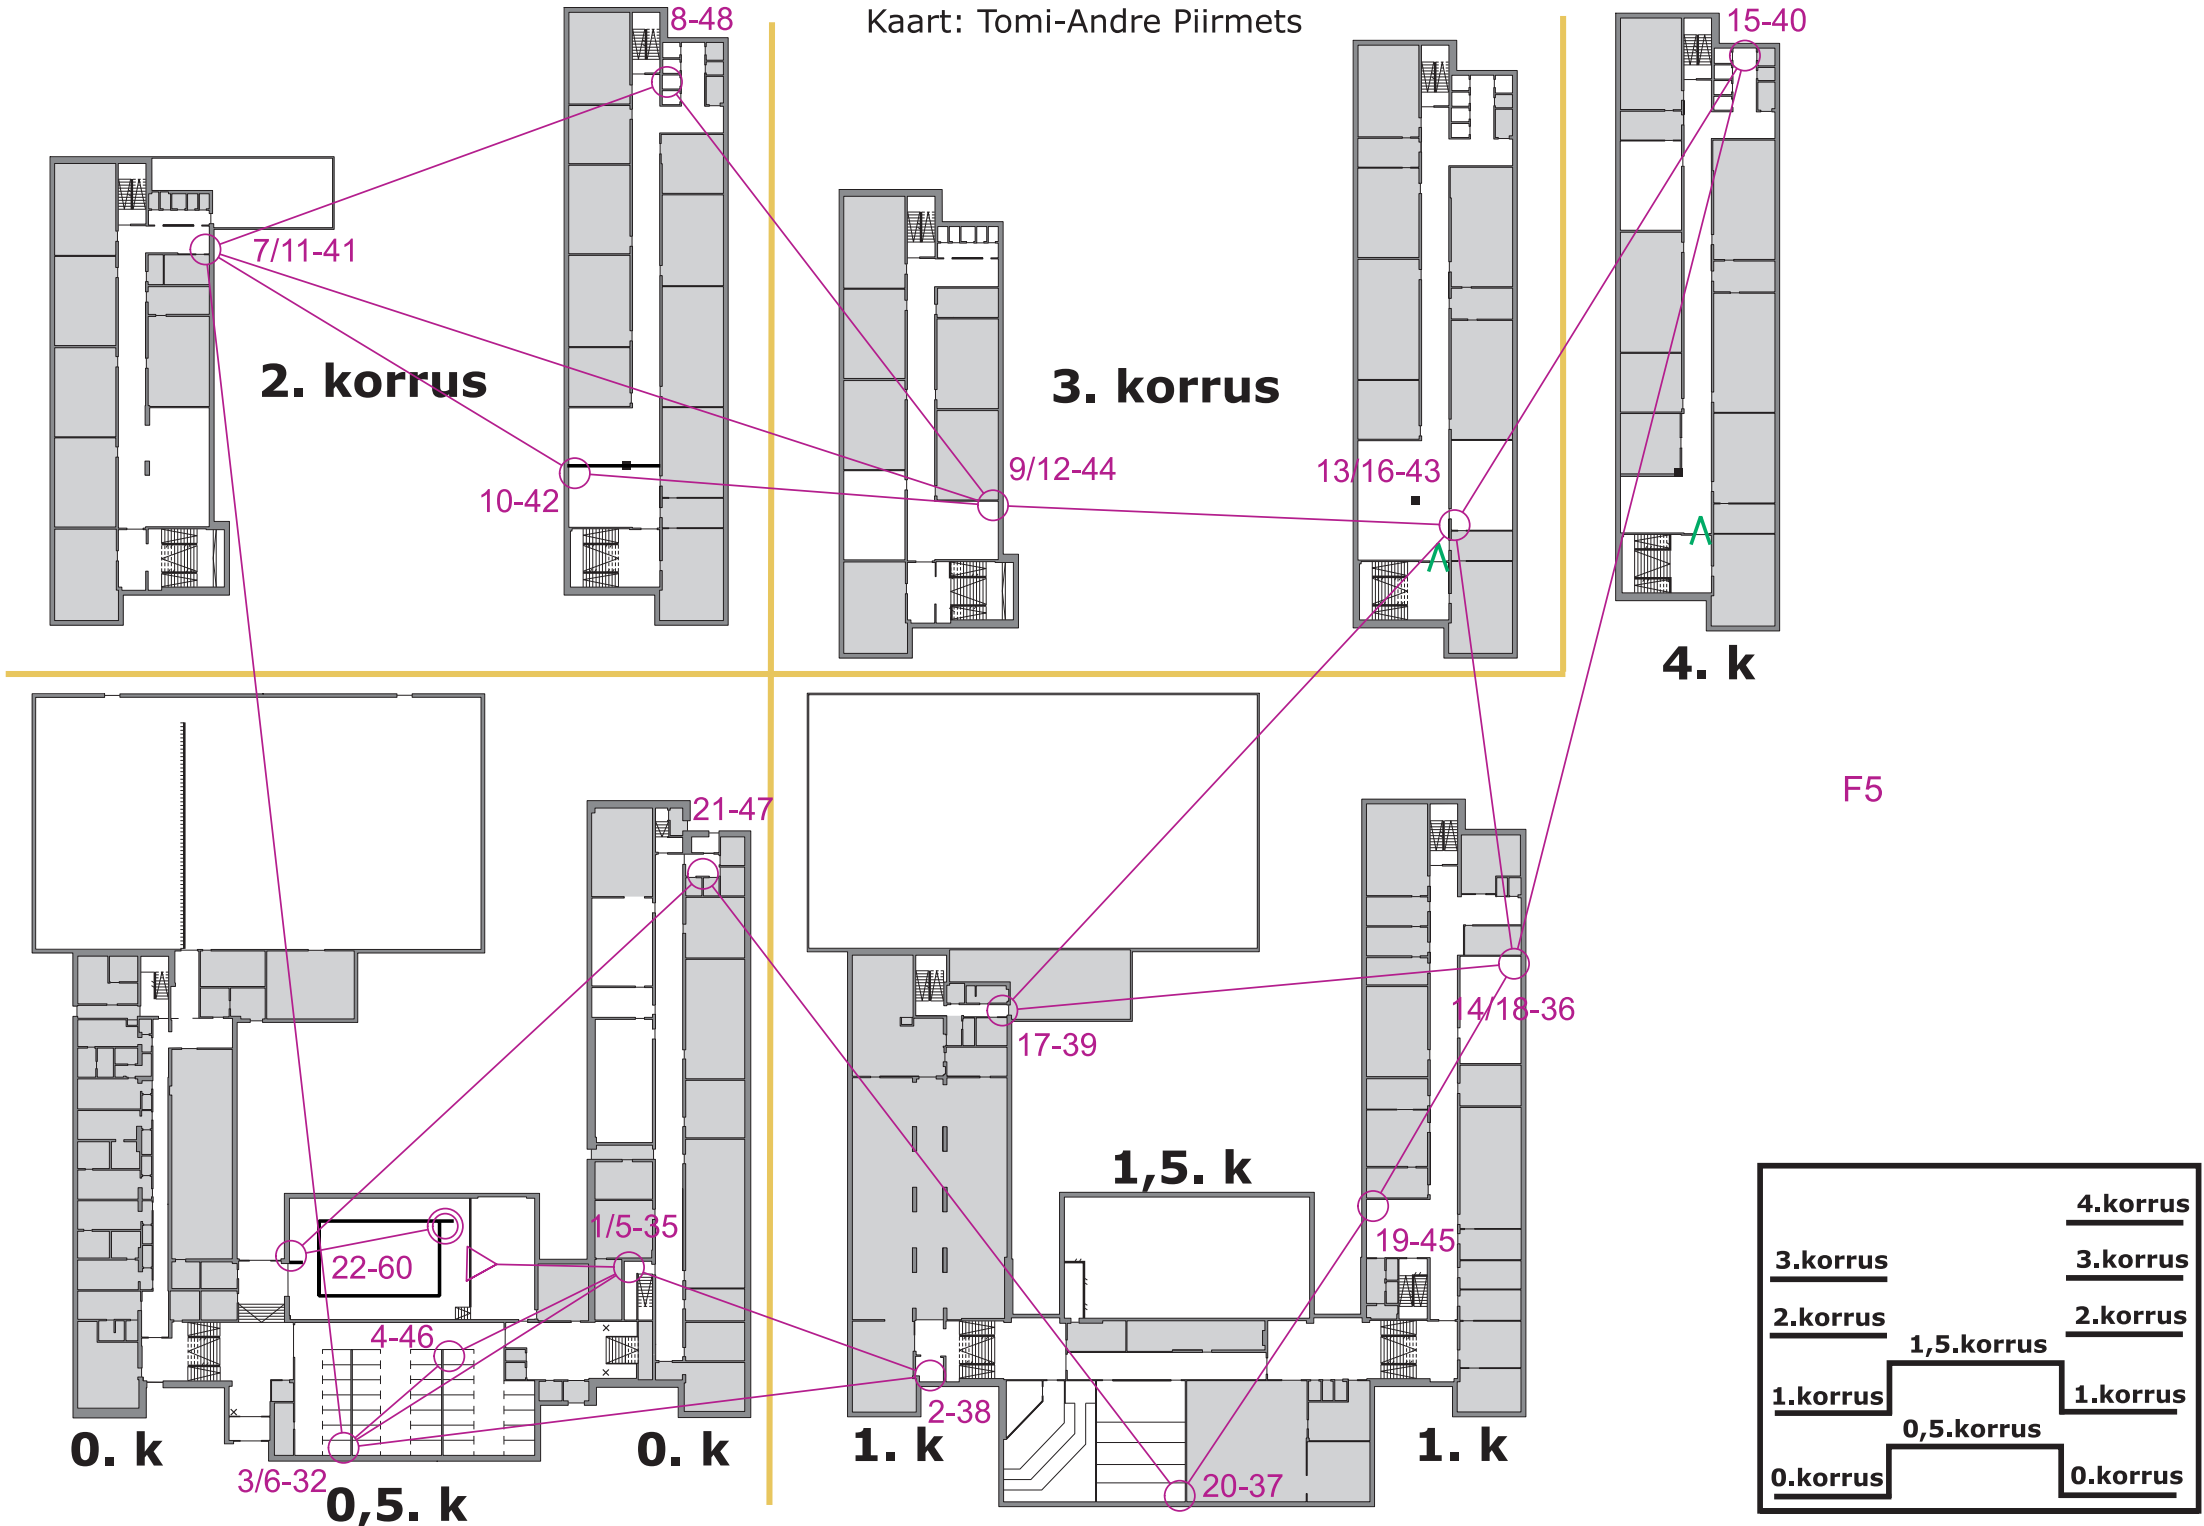 Kaart: Tomi-Andre Piirmets
8-48
15-40
7/11-41
2. korrus
3. korrus
10-42
9/12-44
13/16-43
4. k
F5
21-47
14/18-36
17-39
1,5. k
1/5-35
19-45
22-60
4-46
2-38
0. k
0. k
1. k
1. k
3/6-32
0,5. k
20-37
4.korrus
3.korrus
3.korrus
2.korrus
2.korrus
1,5.korrus
1.korrus
1.korrus
0,5.korrus
0.korrus
0.korrus